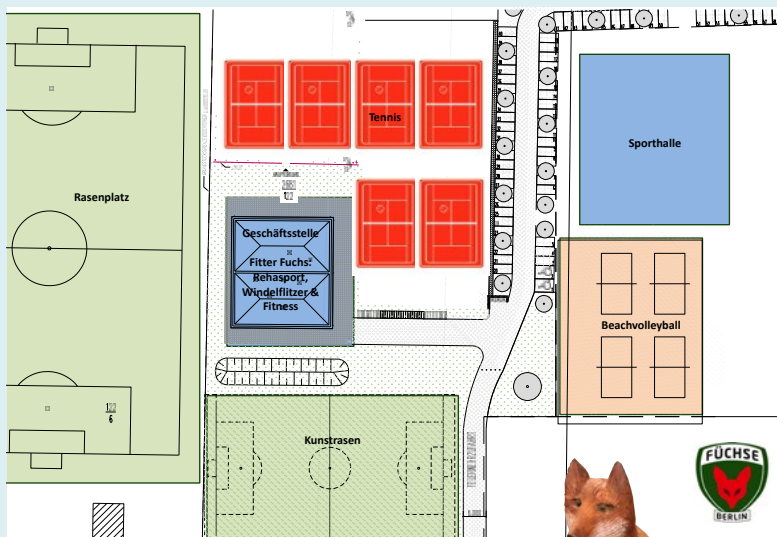 Tennis
Sporthalle
Rasenplatz
Geschäftsstelle
Fitter Fuchs:
Rehasport,
Windelflitzer &
Fitness
Beachvolleyball
Kunstrasen
FÜCHSE
BERLIN